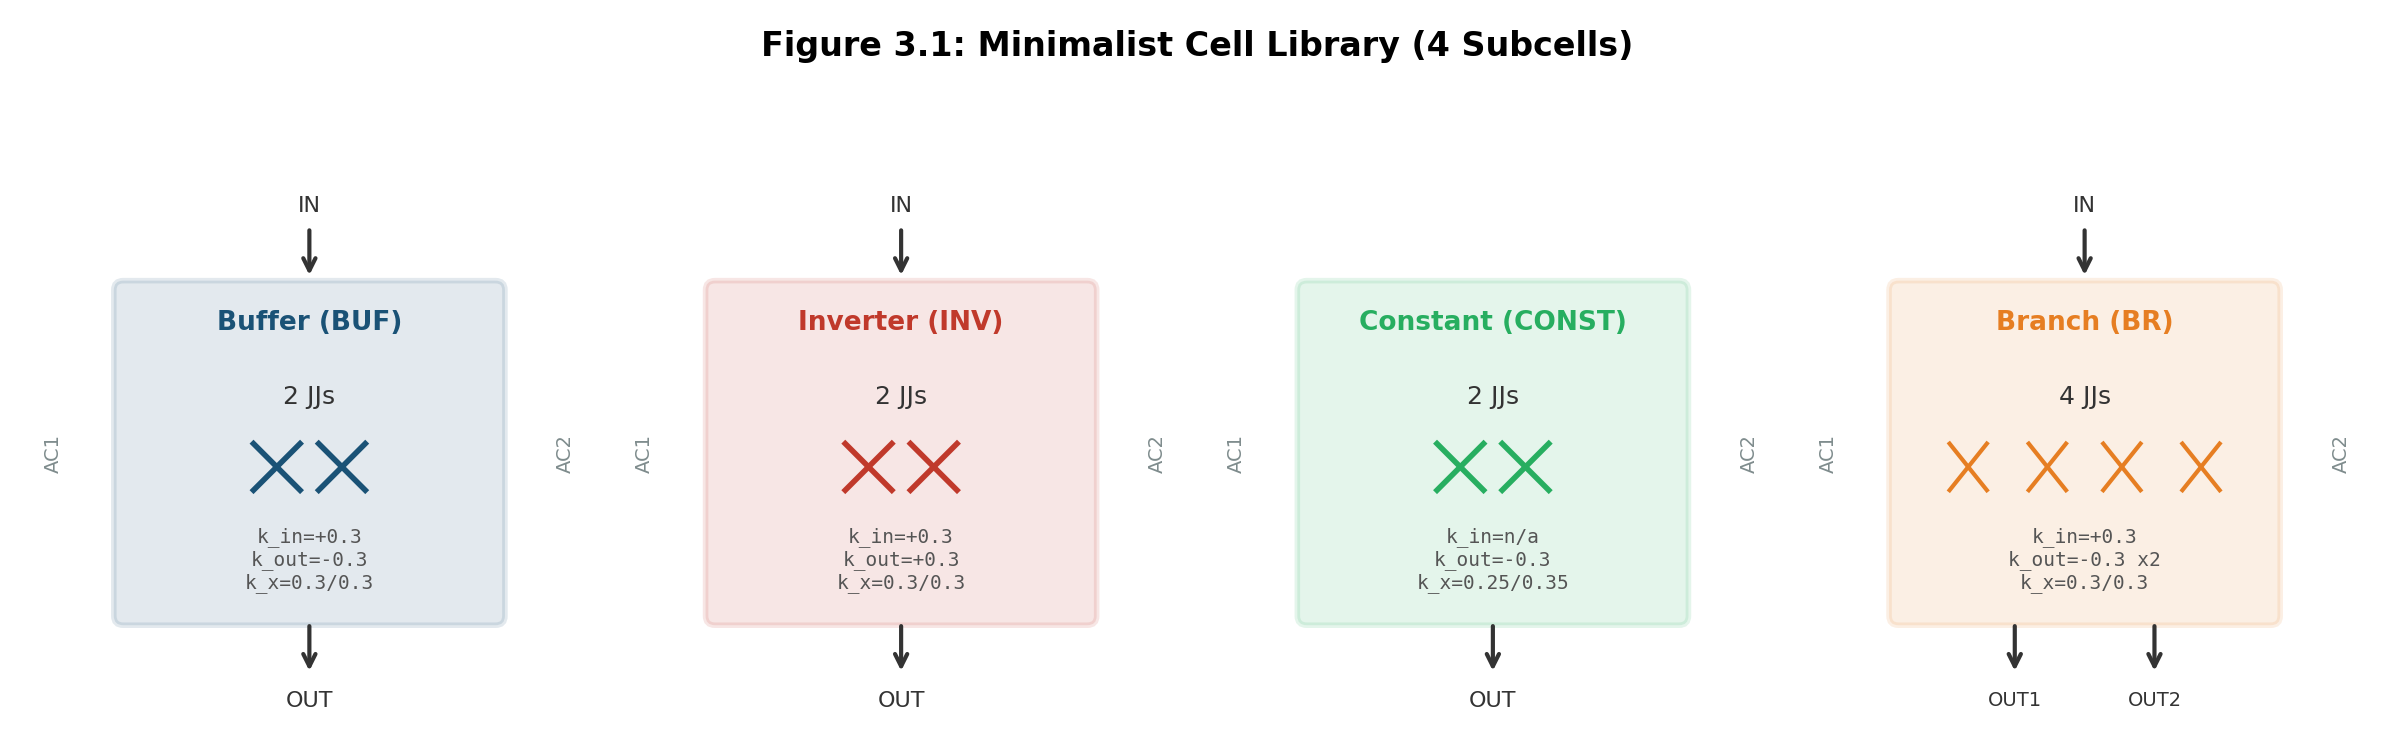 Figure 3.1: Minimalist Cell Library (4 Subcells)
IN
AC1
Buffer (BUF)
2 JJs
k_in=+0.3
k_out=-0.3
k_x=0.3/0.3
AC2
OUT
IN
AC1
Inverter (INV)
2 JJs
k_in=+0.3
k_out=+0.3
k_x=0.3/0.3
AC2
OUT
AC1
Constant (CONST)
2 JJs
k_in=n/a
k_out=-0.3
k_x=0.25/0.35
AC2
OUT
IN
AC1
Branch (BR)
4 JJs
k_in=+0.3
k_out=-0.3 x2
k_x=0.3/0.3
AC2
OUT1
OUT2